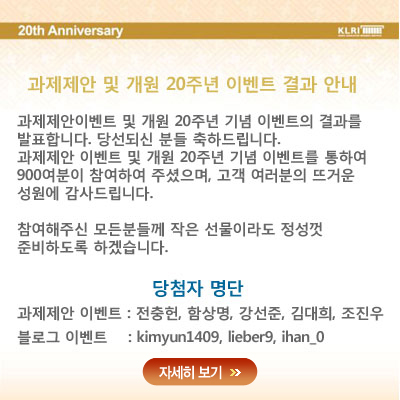 20th Anniversary
KLRI
과제제안 및 개원 20주년 이벤트 결과 안내
과제제안이벤트 및 개원 20주년 기념 이벤트의 결과를
발표합니다. 당선되신 분들 축하드립니다.
과제제안 이벤트 및 개원 20주년 기념 이벤트를 통하여
900여분이 참여하여 주셨으며, 고객 여러분의 뜨거운
성원에 감사드립니다.
참여해주신 모든분들께 작은 선물이라도 정성껏
준비하도록 하겠습니다.
당첨자 명단
과제제안 이벤트 : 전충헌, 함상명, 강선준, 김대희, 조진우
블로그 이벤트 : kimyun1409, lieber9, ihan_0
자세히 보기 »